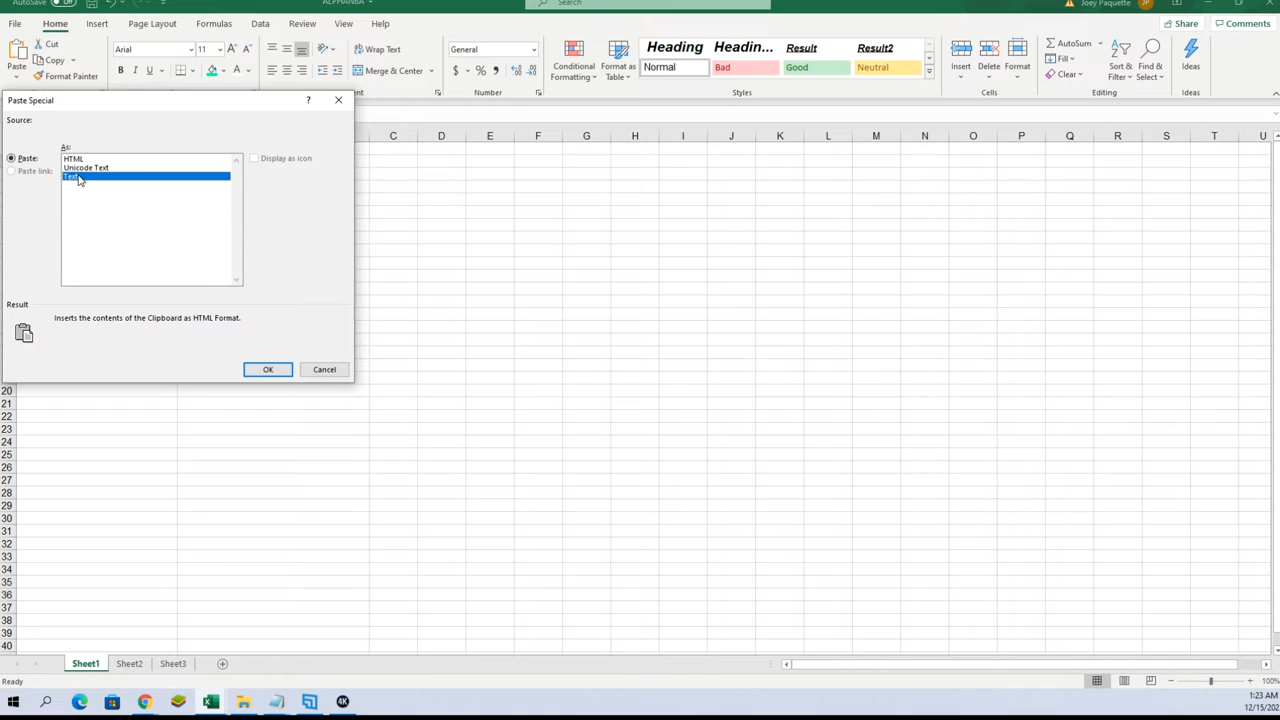 AutoSave Off
ALPHANBA
Search
Joey Paquette
JP
File Home Insert Page Layout Formulas Data Review View Help
Share
Comments
Paste
Cut
Copy
Format Painter
Arial
11
Wrap Text
Merge & Center
General
Number
Conditional Formatting
Format as Table
Heading
Headin...
Result
Result2
Normal
Bad
Good
Neutral
Styles
Insert
Delete
Format
Cells
AutoSum
Fill
Clear
Sort & Filter
Find & Select
Editing
Ideas
Ideas
Paste Special
?
Source:
As:
Paste:
Paste link:
HTML
Unicode Text
Text
Display as icon
Result
Inserts the contents of the Clipboard as HTML Format.
OK
Cancel
C D E F G H I J K L M N O P Q R S T U
20
21
22
23
24
25
26
27
28
29
30
31
32
33
34
35
36
37
38
39
40
Sheet1
Sheet2
Sheet3
Ready
100%
4K
1:23 AM